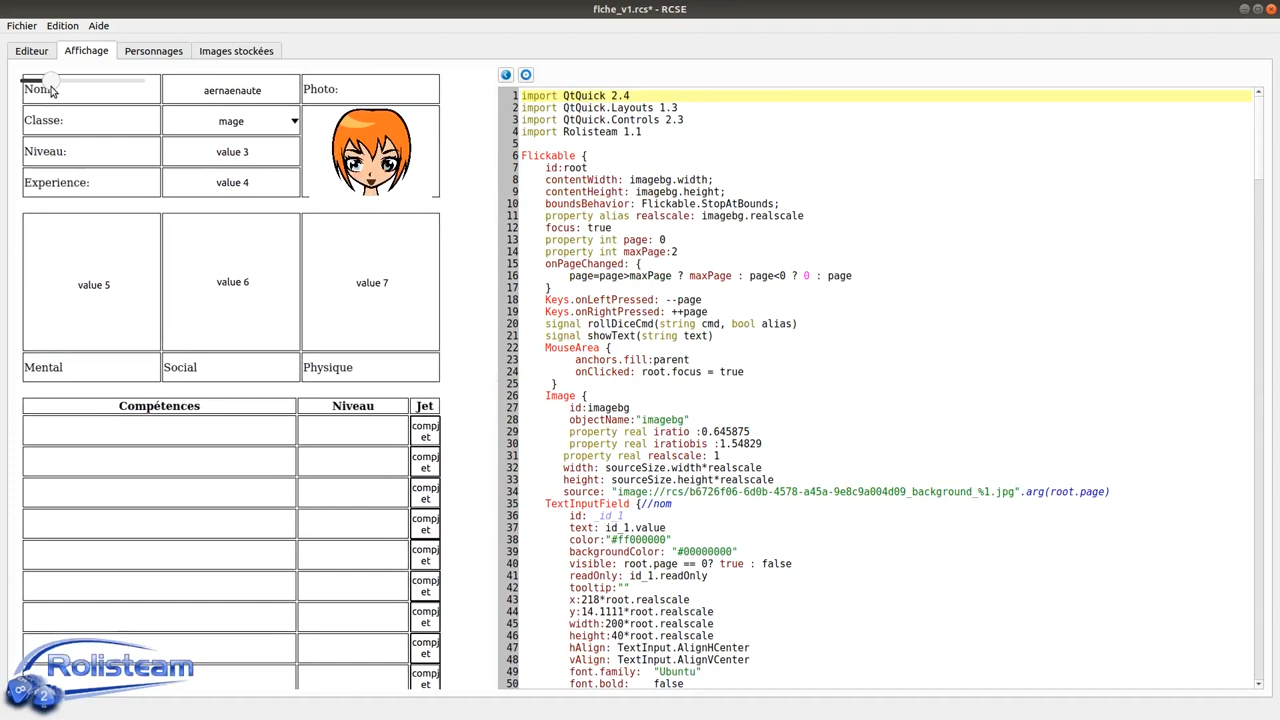 fiche_v1.rcs* - RCSE
Fichier Edition Aide
Editeur Affichage Personnages Images stockées
Nom: aernaenaute Photo:
Classe: mage
Niveau: value 3
Experience: value 4
value 5 value 6 value 7
Mental Social Physique
Compétences Niveau Jet
compj
et
compj
et
compj
et
compj
et
compj
et
compj
et
compj
et
compj
et
compj
et
Rolisteam
8 2
1 import QtQuick 2.4
2 import QtQuick.Layouts 1.3
3 import QtQuick.Controls 2.3
4 import Rolisteam 1.1
5
6 Flickable {
7 id:root
8 contentWidth: imagebg.width;
9 contentHeight: imagebg.height;
10 boundsBehavior: Flickable.StopAtBounds;
11 property alias realscale: imagebg.realscale
12 focus: true
13 property int page: 0
14 property int maxPage:2
15 onPageChanged: {
16 page=page>maxPage ? maxPage : page<0 ? 0 : page
17 }
18 Keys.onLeftPressed: --page
19 Keys.onRightPressed: ++page
20 signal rollDiceCmd(string cmd, bool alias)
21 signal showText(string text)
22 MouseArea {
23 anchors.fill:parent
24 onClicked: root.focus = true
25 }
26 Image {
27 id:imagebg
28 objectName:"imagebg"
29 property real iratio :0.645875
30 property real iratiobis :1.54829
31 property real realscale: 1
32 width: sourceSize.width*realscale
33 height: sourceSize.height*realscale
34 source: "image://rcs/b6726f06-6d0b-4578-a45a-9e8c9a004d09_background_%1.jpg".arg(root.page)
35 TextInputField {//nom
36 id: _id_1
37 text: id_1.value
38 color:"#ff000000"
39 backgroundColor: "#00000000"
40 visible: root.page == 0? true : false
41 readOnly: id_1.readOnly
42 tooltip:""
43 x:218*root.realscale
44 y:14.1111*root.realscale
45 width:200*root.realscale
46 height:40*root.realscale
47 hAlign: TextInput.AlignHCenter
48 vAlign: TextInput.AlignVCenter
49 font.family: "Ubuntu"
50 font.bold: false